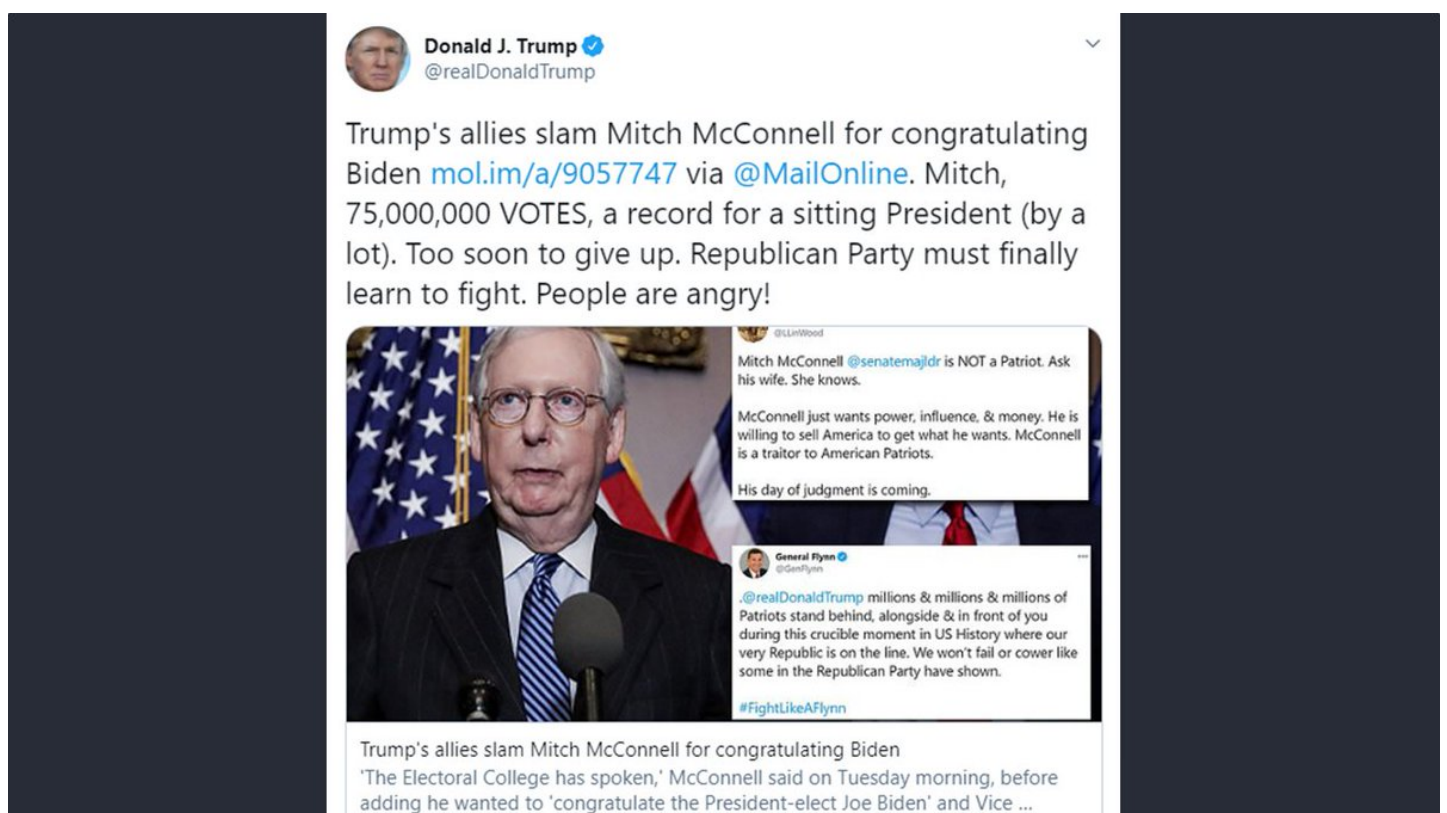 Donald J. Trump
@realDonaldTrump
Trump's allies slam Mitch McConnell for congratulating
Biden mol.im/a/9057747 via @MailOnline. Mitch,
75,000,000 VOTES, a record for a sitting President (by a
lot). Too soon to give up. Republican Party must finally
learn to fight. People are angry!
@LLinWood
Mitch McConnell @senatemajldr is NOT a Patriot. Ask
his wife. She knows.
McConnell just wants power, influence, & money. He is
willing to sell America to get what he wants. McConnell
is a traitor to American Patriots.
His day of judgment is coming.
General Flynn
@GenFlynn
.@realDonaldTrump millions & millions & millions of
Patriots stand behind, alongside & in front of you
during this crucible moment in US History where our
very Republic is on the line. We won't fail or cower like
some in the Republican Party have shown.
#FightLikeAFlynn
Trump's allies slam Mitch McConnell for congratulating Biden
'The Electoral College has spoken,' McConnell said on Tuesday morning, before
adding he wanted to 'congratulate the President-elect Joe Biden' and Vice ...